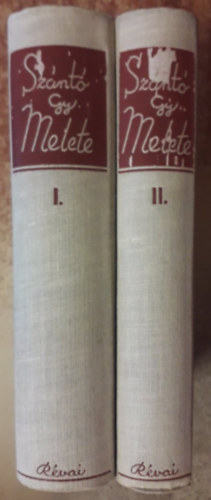 Szántó
Gy.
Melete
I.
Révai
Szántó
Gy.
Melete
II.
Révai